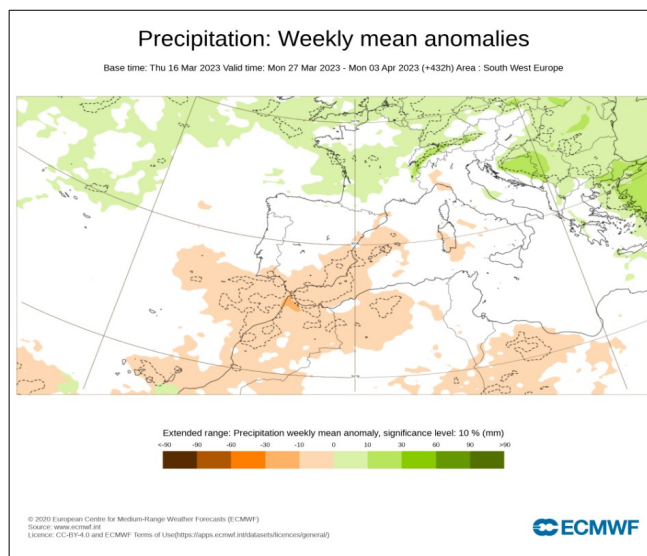 Precipitation: Weekly mean anomalies
Base time: Thu 16 Mar 2023 Valid time: Mon 27 Mar 2023 - Mon 03 Apr 2023 (+432h) Area : South West Europe
Extended range: Precipitation weekly mean anomaly, significance level: 10 % (mm)
<-90 -90 -60 -30 -10 0 10 30 60 90 >90
© 2020 European Centre for Medium-Range Weather Forecasts (ECMWF)
Source: www.ecmwf.int
Licence: CC-BY-4.0 and ECMWF Terms of Use(https://apps.ecmwf.int/datasets/licences/general/)
ECMWF